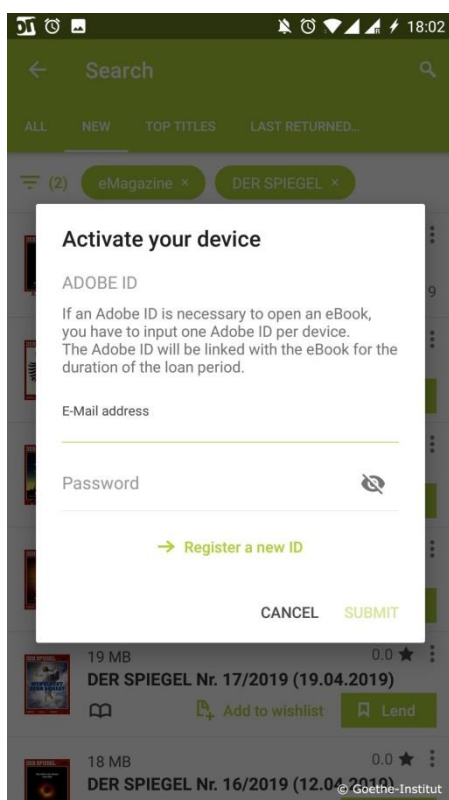 18:02
Search
ALL NEW TOP TITLES LAST RETURNED…
(2) eMagazine × DER SPIEGEL ×
Activate your device
ADOBE ID
If an Adobe ID is necessary to open an eBook,
you have to input one Adobe ID per device.
The Adobe ID will be linked with the eBook for the
duration of the loan period.
E-Mail address
Password
→ Register a new ID
CANCEL SUBMIT
19 MB 0.0 ★
DER SPIEGEL Nr. 17/2019 (19.04.2019)
Add to wishlist Lend
18 MB 0.0 ★
DER SPIEGEL Nr. 16/2019 (12.04.2019)
© Goethe-Institut